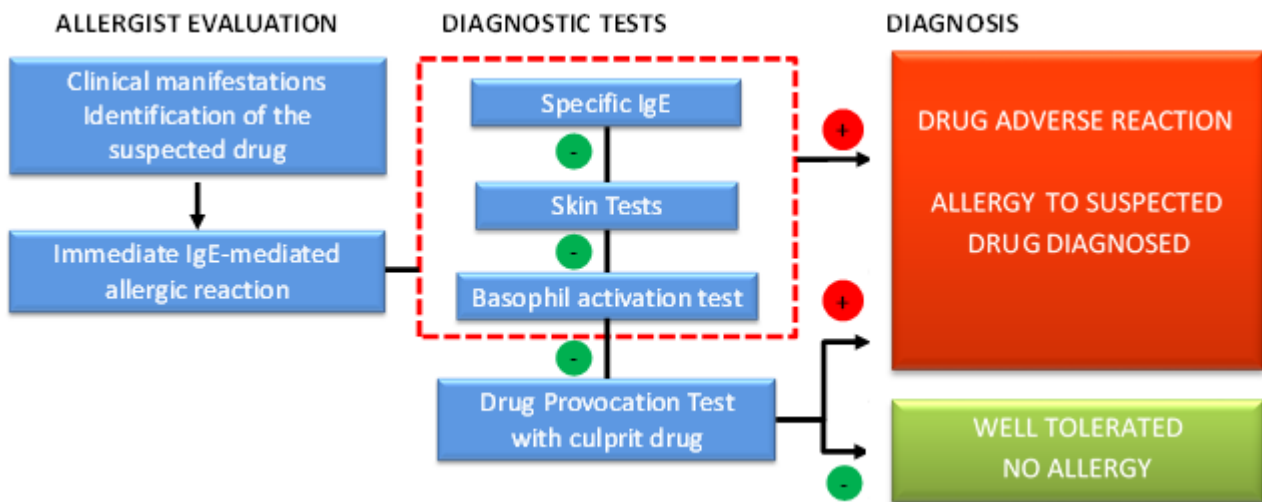 ALLERGIST EVALUATION
Clinical manifestations
Identification of the
suspected drug
Immediate IgE-mediated
allergic reaction
DIAGNOSTIC TESTS
Specific IgE
-
Skin Tests
-
Basophil activation test
-
Drug Provocation Test
with culprit drug
DIAGNOSIS
+
DRUG ADVERSE REACTION
ALLERGY TO SUSPECTED
DRUG DIAGNOSED
+
WELL TOLERATED
NO ALLERGY
-